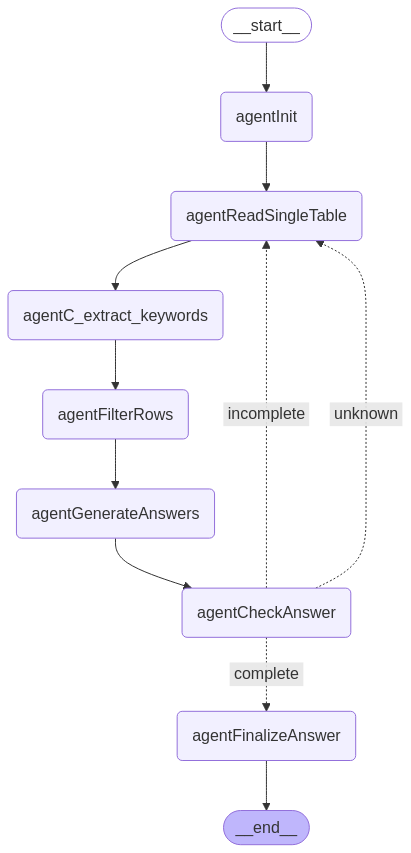 __start__
agentInit
agentReadSingleTable
agentC_extract_keywords
agentFilterRows
incomplete
unknown
agentGenerateAnswers
agentCheckAnswer
complete
agentFinalizeAnswer
__end__